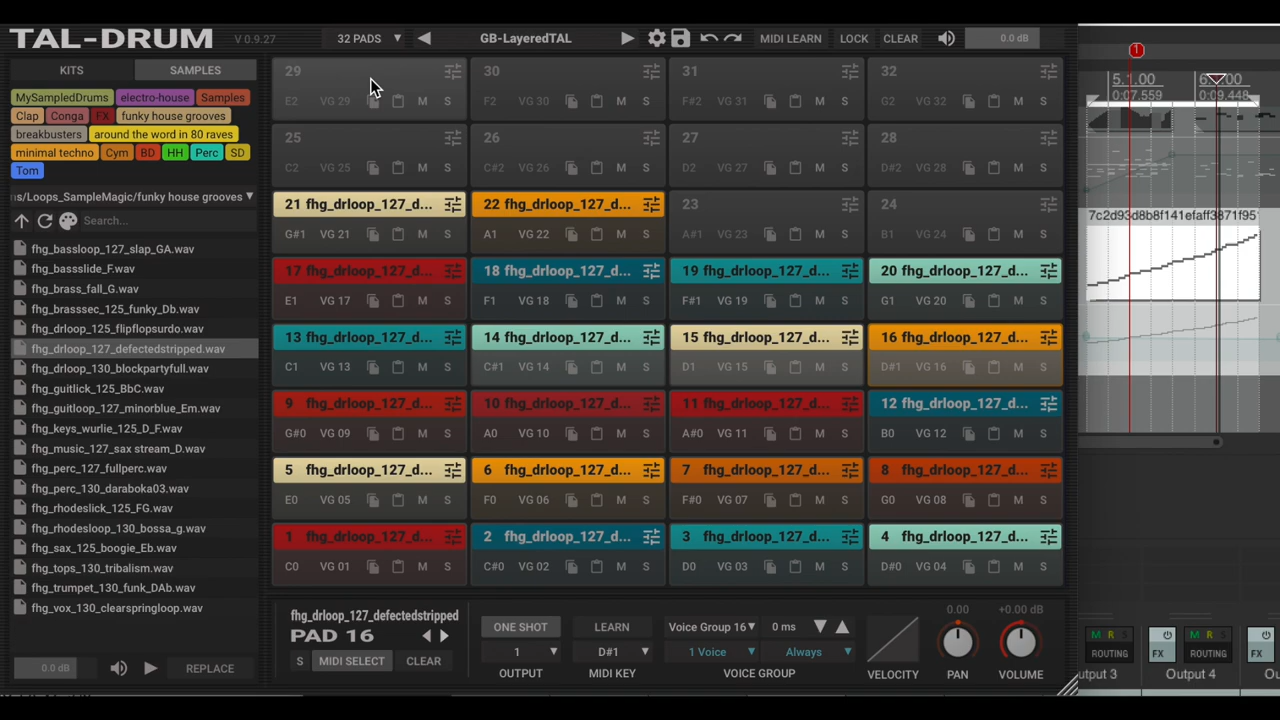 TAL-DRUM V 0.9.27 32 PADS GB-LayeredTAL MIDI LEARN LOCK CLEAR 0.0 dB
KITS SAMPLES
MySampledDrums electro-house Samples
Clap Conga FX funky house grooves
breakbusters around the word in 80 raves
minimal techno Cym BD HH Perc SD
Tom
ns/Loops_SampleMagic/funky house grooves
Search...
fhg_bassloop_127_slap_GA.wav
fhg_bassslide_F.wav
fhg_brass_fall_G.wav
fhg_brasssec_125_funky_Db.wav
fhg_drloop_125_flipflopsurdo.wav
fhg_drloop_127_defectedstripped.wav
fhg_drloop_130_blockpartyfull.wav
fhg_guitlick_125_BbC.wav
fhg_guitloop_127_minorblue_Em.wav
fhg_keys_wurlie_125_D_F.wav
fhg_music_127_sax stream_D.wav
fhg_perc_127_fullperc.wav
fhg_perc_130_daraboka03.wav
fhg_rhodeslick_125_FG.wav
fhg_rhodesloop_130_bossa_g.wav
fhg_sax_125_boogie_Eb.wav
fhg_tops_130_tribalism.wav
fhg_trumpet_130_funk_DAb.wav
fhg_vox_130_clearspringloop.wav
0.0 dB REPLACE
29 30 31 32
E2 VG 29 M S F2 VG 30 M S F#2 VG 31 M S G2 VG 32 M S
25 26 27 28
C2 VG 25 M S C#2 VG 26 M S D2 VG 27 M S D#2 VG 28 M S
21 fhg_drloop_127_d... 22 fhg_drloop_127_d... 23 24
G#1 VG 21 M S A1 VG 22 M S A#1 VG 23 M S B1 VG 24 M S
17 fhg_drloop_127_d... 18 fhg_drloop_127_d... 19 fhg_drloop_127_d... 20 fhg_drloop_127_d...
E1 VG 17 M S F1 VG 18 M S F#1 VG 19 M S G1 VG 20 M S
13 fhg_drloop_127_d... 14 fhg_drloop_127_d... 15 fhg_drloop_127_d... 16 fhg_drloop_127_d...
C1 VG 13 M S C#1 VG 14 M S D1 VG 15 M S D#1 VG 16 M S
9 fhg_drloop_127_d... 10 fhg_drloop_127_d... 11 fhg_drloop_127_d... 12 fhg_drloop_127_d...
G#0 VG 09 M S A0 VG 10 M S A#0 VG 11 M S B0 VG 12 M S
5 fhg_drloop_127_d... 6 fhg_drloop_127_d... 7 fhg_drloop_127_d... 8 fhg_drloop_127_d...
E0 VG 05 M S F0 VG 06 M S F#0 VG 07 M S G0 VG 08 M S
1 fhg_drloop_127_d... 2 fhg_drloop_127_d... 3 fhg_drloop_127_d... 4 fhg_drloop_127_d...
C0 VG 01 M S C#0 VG 02 M S D0 VG 03 M S D#0 VG 04 M S
fhg_drloop_127_defectedstripped
PAD 16
S MIDI SELECT CLEAR
ONE SHOT LEARN Voice Group 16 0 ms
1 D#1 1 Voice Always
OUTPUT MIDI KEY VOICE GROUP
0.00 +0.00 dB
VELOCITY PAN VOLUME
1
5.1.00
0:07.559
0:09.448
7c2d93d8b8f141efaff3871f95
M R S FX M R S FX
ROUTING ROUTING
utput 3 Output 4 Ou